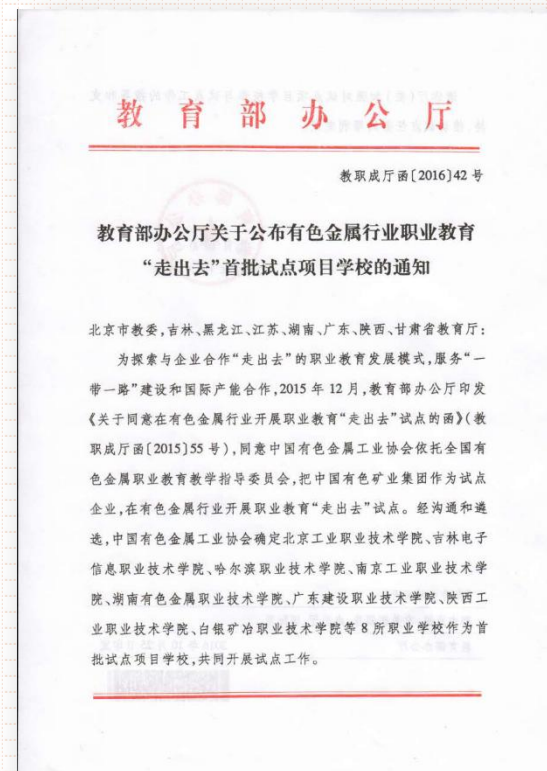 教育部办公厅
教职成厅函〔2016〕42号
教育部办公厅关于公布有色金属行业职业教育
“走出去”首批试点项目学校的通知
北京市教委,吉林、黑龙江、江苏、湖南、广东、陕西、甘肃省教育厅:
为探索与企业合作“走出去”的职业教育发展模式,服务“一
带一路”建设和国际产能合作,2015年12月,教育部办公厅印发
《关于同意在有色金属行业开展职业教育“走出去”试点的函》(教
职成厅函〔2015〕55号),同意中国有色金属工业协会依托全国有
色金属职业教育教学指导委员会,把中国有色矿业集团作为试点
企业,在有色金属行业开展职业教育“走出去”试点。经沟通和遴
选,中国有色金属工业协会确定北京工业职业技术学院、吉林电子
信息职业技术学院、哈尔滨职业技术学院、南京工业职业技术学
院、湖南有色金属职业技术学院、广东建设职业技术学院、陕西工
业职业技术学院、白银矿冶职业技术学院等8所职业学校作为首
批试点项目学校,共同开展试点工作。